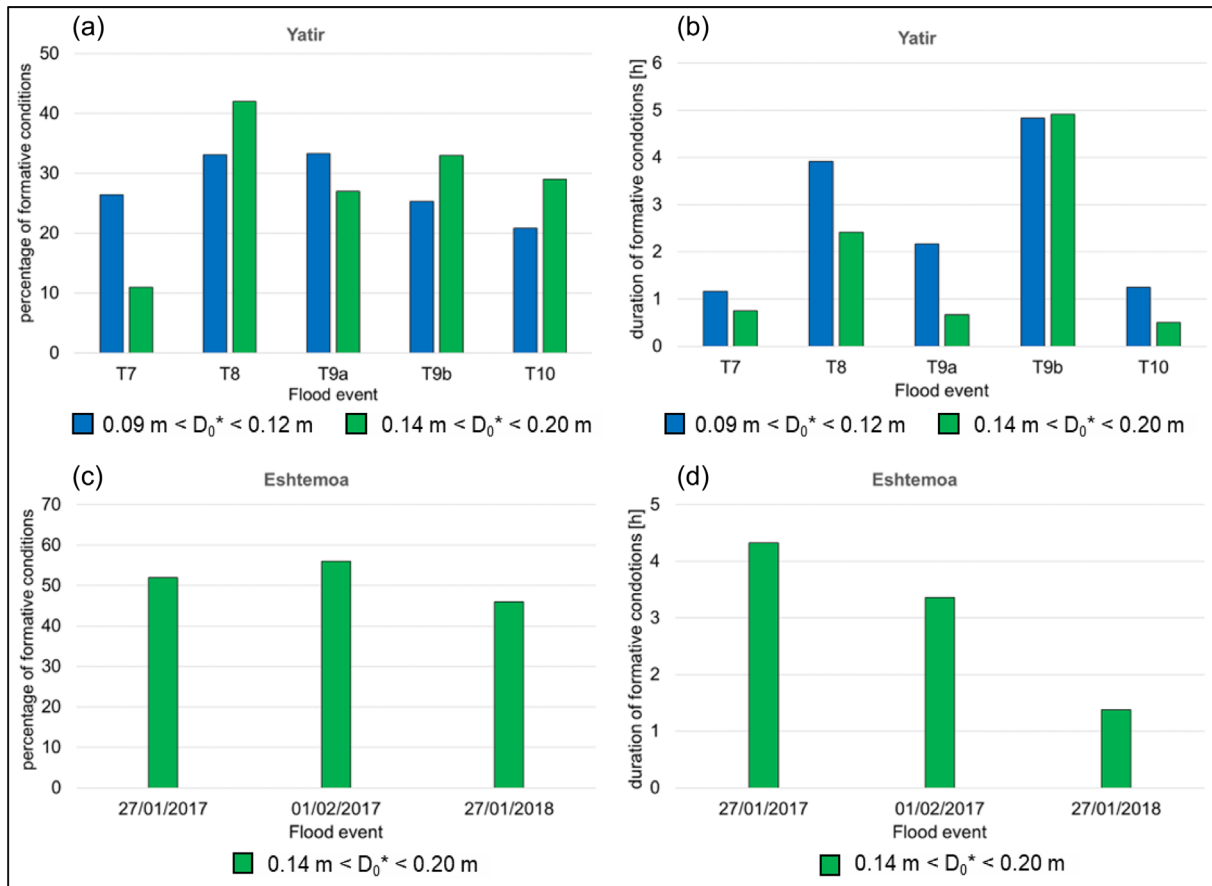 (a)
Yatir
percentage of formative conditions
50
40
30
20
10
0
T7 T8 T9a T9b T10
Flood event
0.09 m < D₀* < 0.12 m 0.14 m < D₀* < 0.20 m
(b)
Yatir
duration of formative condotions [h]
6
5
4
3
2
1
0
T7 T8 T9a T9b T10
Flood event
0.09 m < D₀* < 0.12 m 0.14 m < D₀* < 0.20 m
(c)
Eshtemoa
percentage of formative conditions
70
60
50
40
30
20
10
0
27/01/2017 01/02/2017 27/01/2018
Flood event
0.14 m < D₀* < 0.20 m
(d)
Eshtemoa
duration of formative condotions [h]
5
4
3
2
1
0
27/01/2017 01/02/2017 27/01/2018
Flood event
0.14 m < D₀* < 0.20 m